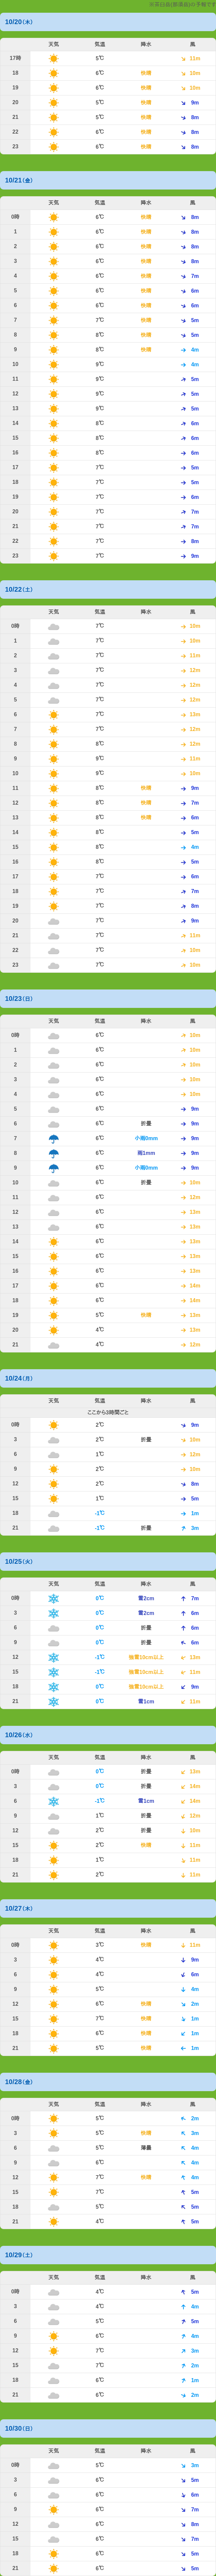 10/20(木)
天気 気温 降水 風
17時 5℃ 11m
18 6℃ 快晴 10m
19 6℃ 快晴 10m
20 5℃ 快晴 9m
21 5℃ 快晴 8m
22 6℃ 快晴 8m
23 6℃ 快晴 8m
10/21(金)
天気 気温 降水 風
0時 6℃ 快晴 8m
1 6℃ 快晴 8m
2 6℃ 快晴 8m
3 6℃ 快晴 8m
4 6℃ 快晴 7m
5 6℃ 快晴 6m
6 6℃ 快晴 6m
7 7℃ 快晴 5m
8 8℃ 快晴 5m
9 8℃ 快晴 4m
10 9℃ 4m
11 9℃ 5m
12 9℃ 5m
13 9℃ 5m
14 8℃ 6m
15 8℃ 6m
16 8℃ 6m
17 7℃ 5m
18 7℃ 5m
19 7℃ 6m
20 7℃ 7m
21 7℃ 7m
22 7℃ 8m
23 7℃ 9m
10/22(土)
天気 気温 降水 風
0時 7℃ 10m
1 7℃ 10m
2 7℃ 11m
3 7℃ 12m
4 7℃ 12m
5 7℃ 12m
6 7℃ 13m
7 7℃ 12m
8 8℃ 12m
9 9℃ 11m
10 9℃ 10m
11 8℃ 快晴 9m
12 8℃ 快晴 7m
13 8℃ 快晴 6m
14 8℃ 5m
15 8℃ 4m
16 8℃ 5m
17 7℃ 6m
18 7℃ 7m
19 7℃ 8m
20 7℃ 9m
21 7℃ 11m
22 7℃ 10m
23 7℃ 10m
10/23(日)
天気 気温 降水 風
0時 6℃ 10m
1 6℃ 10m
2 6℃ 10m
3 6℃ 10m
4 6℃ 10m
5 6℃ 9m
6 6℃ 折畳 9m
7 6℃ 小雨0mm 9m
8 6℃ 雨1mm 9m
9 6℃ 小雨0mm 9m
10 6℃ 折畳 10m
11 5℃ 12m
12 6℃ 13m
13 6℃ 13m
14 6℃ 13m
15 6℃ 13m
16 6℃ 13m
17 6℃ 14m
18 6℃ 14m
19 5℃ 快晴 13m
20 4℃ 13m
21 4℃ 12m
10/24(月)
天気 気温 降水 風
ここから3時間ごと
0時 2℃ 9m
3 2℃ 折畳 10m
6 1℃ 12m
9 2℃ 10m
12 2℃ 8m
15 1℃ 5m
18 -1℃ 1m
21 -1℃ 折畳 3m
10/25(火)
天気 気温 降水 風
0時 0℃ 雪2cm 7m
3 0℃ 雪2cm 6m
6 0℃ 折畳 6m
9 0℃ 折畳 6m
12 -1℃ 強雪10cm以上 12m
15 -1℃ 強雪10cm以上 11m
18 0℃ 強雪10cm以上 9m
21 0℃ 雪1cm 11m
10/26(水)
天気 気温 降水 風
0時 0℃ 折畳 13m
3 0℃ 折畳 14m
6 -1℃ 雪1cm 14m
9 1℃ 折畳 12m
12 2℃ 折畳 10m
15 2℃ 快晴 11m
18 1℃ 11m
21 2℃ 11m
10/27(木)
天気 気温 降水 風
0時 3℃ 快晴 11m
3 4℃ 9m
6 4℃ 6m
9 5℃ 4m
12 6℃ 快晴 2m
15 7℃ 快晴 1m
18 6℃ 快晴 1m
21 5℃ 快晴 1m
10/28(金)
天気 気温 降水 風
0時 5℃ 2m
3 5℃ 快晴 3m
6 5℃ 4m
9 6℃ 4m
12 7℃ 快晴 4m
15 7℃ 5m
18 5℃ 5m
21 4℃ 5m
10/29(土)
天気 気温 降水 風
0時 4℃ 5m
3 4℃ 4m
6 5℃ 5m
9 6℃ 4m
12 7℃ 3m
15 7℃ 2m
18 6℃ 1m
21 6℃ 2m
10/30(日)
天気 気温 降水 風
0時 5℃ 3m
3 6℃ 5m
6 6℃ 6m
9 6℃ 7m
12 6℃ 8m
15 6℃ 7m
18 6℃ 5m
21 6℃ 5m